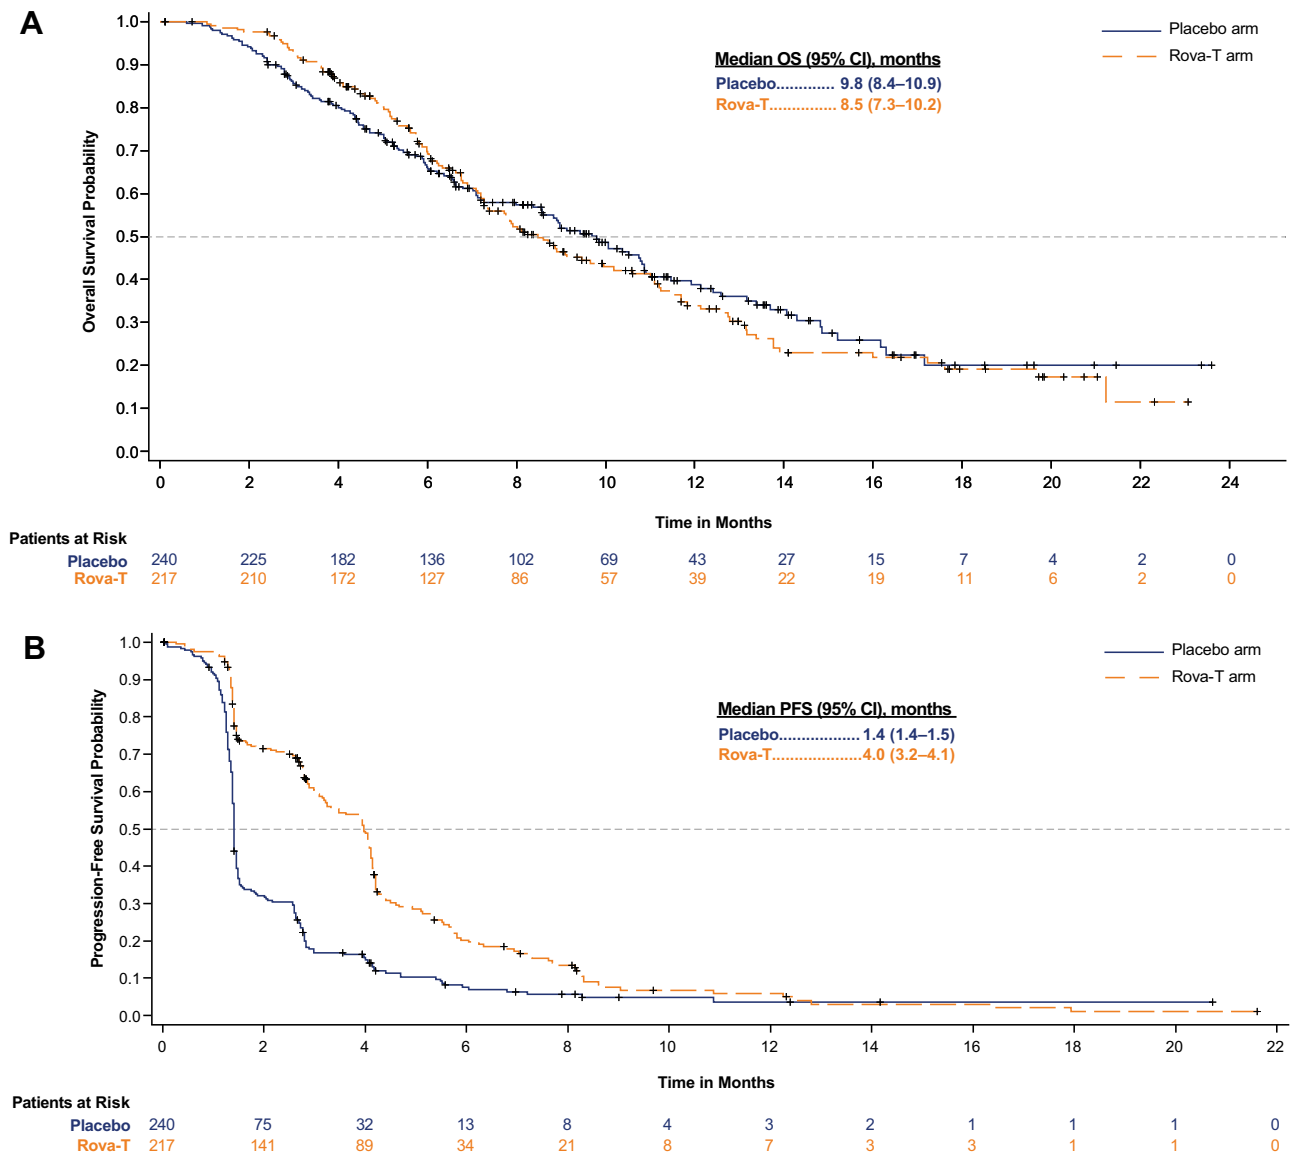 A
Placebo arm
Rova-T arm
Median OS (95% CI), months
Placebo............. 9.8 (8.4–10.9)
Rova-T............... 8.5 (7.3–10.2)
Overall Survival Probability
1.0
0.9
0.8
0.7
0.6
0.5
0.4
0.3
0.2
0.1
0.0
0 2 4 6 8 10 12 14 16 18 20 22 24
Time in Months
Patients at Risk
Placebo 240 225 182 136 102 69 43 27 15 7 4 2 0
Rova-T 217 210 172 127 86 57 39 22 19 11 6 2 0
B
Placebo arm
Rova-T arm
Median PFS (95% CI), months
Placebo.................. 1.4 (1.4–1.5)
Rova-T....................4.0 (3.2–4.1)
Progression-Free Survival Probability
1.0
0.9
0.8
0.7
0.6
0.5
0.4
0.3
0.2
0.1
0.0
0 2 4 6 8 10 12 14 16 18 20 22
Time in Months
Patients at Risk
Placebo 240 75 32 13 8 4 3 2 1 1 1 0
Rova-T 217 141 89 34 21 8 7 3 3 1 1 0